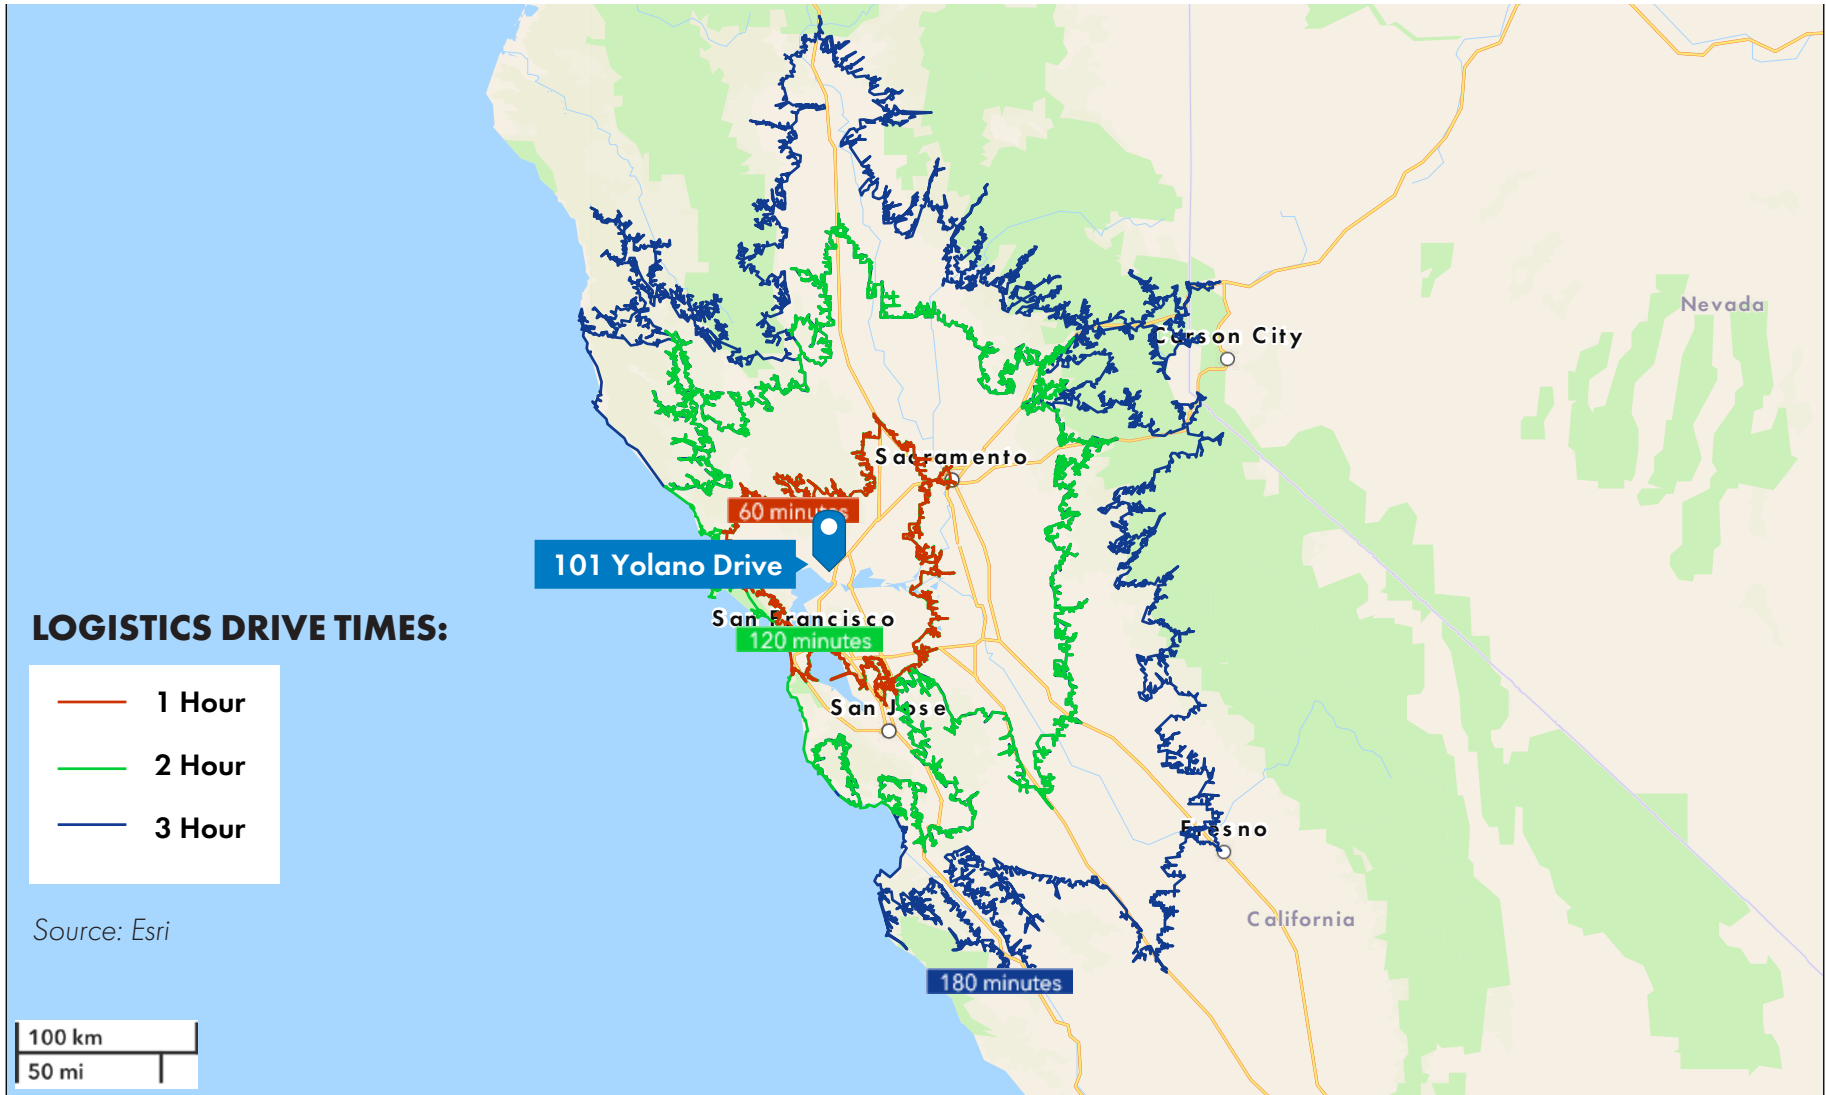 Nevada
Carson City
Sacramento
60 minutes
101 Yolano Drive
San Francisco
120 minutes
San Jose
Fresno
California
180 minutes
LOGISTICS DRIVE TIMES:
1 Hour
2 Hour
3 Hour
Source: Esri
100 km
50 mi